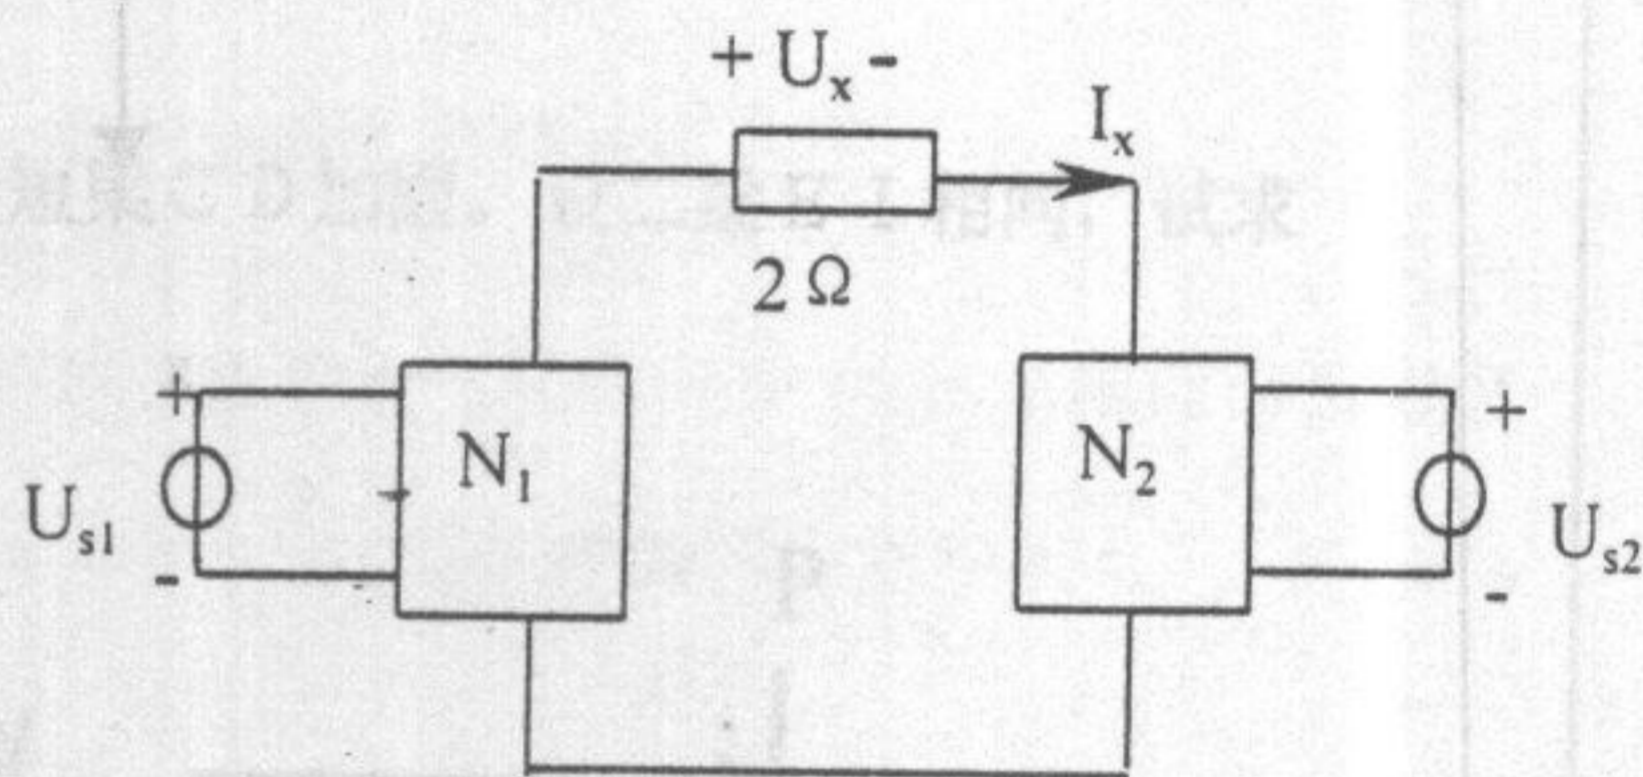 + Uₓ -
Iₓ
2 Ω
+
Uₛ₁
-
N₁
N₂
+
Uₛ₂
-